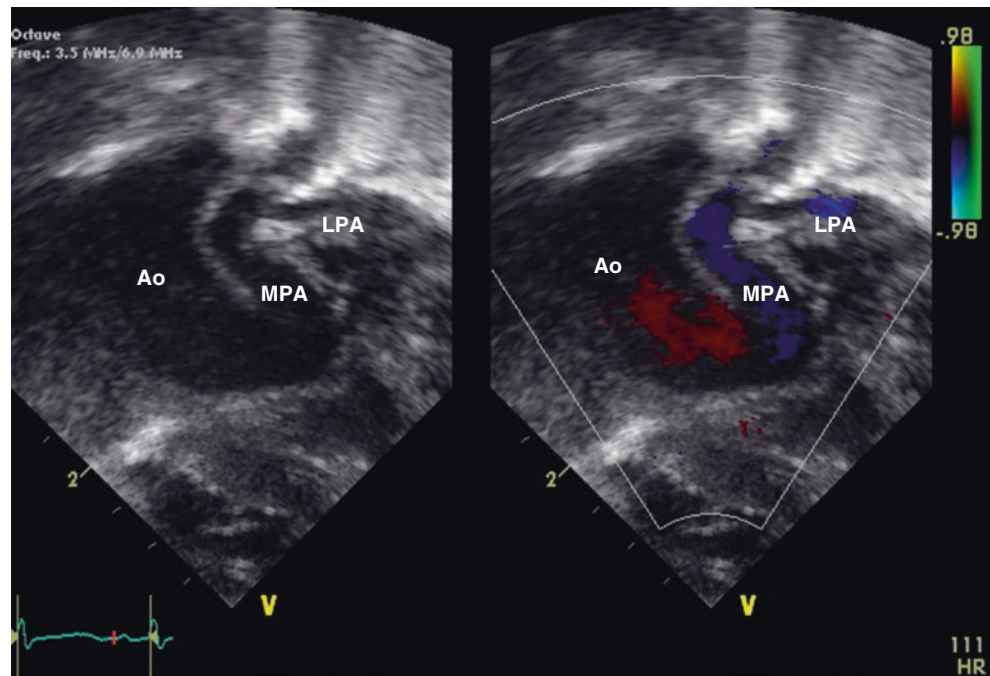 Octave
Freq.: 3.5 MHz/6.9 MHz
.98
-.98
LPA
Ao
MPA
LPA
Ao
MPA
2
2
V
V
111
HR